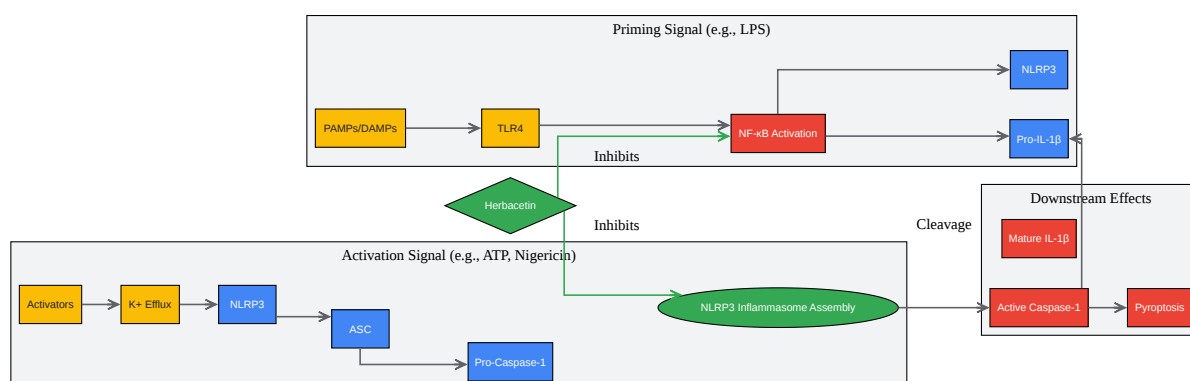 Priming Signal (e.g., LPS)
NLRP3
PAMPs/DAMPs
TLR4
NF-κB Activation
Pro-IL-1β
Inhibits
Herbacetin
Inhibits
Cleavage
Downstream Effects
Mature IL-1β
Activation Signal (e.g., ATP, Nigericin)
Activators
K+ Efflux
NLRP3
NLRP3 Inflammasome Assembly
Active Caspase-1
Pyroptosis
ASC
Pro-Caspase-1